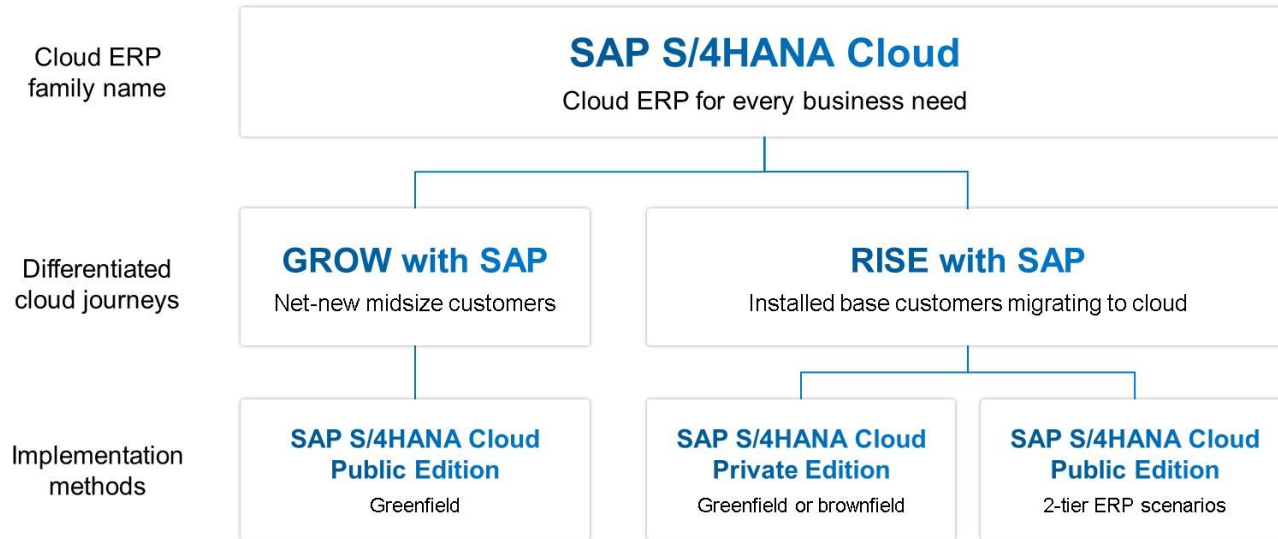 Cloud ERP
family name
SAP S/4HANA Cloud
Cloud ERP for every business need
Differentiated
cloud journeys
GROW with SAP
Net-new midsize customers
RISE with SAP
Installed base customers migrating to cloud
Implementation
methods
SAP S/4HANA Cloud
Public Edition
Greenfield
SAP S/4HANA Cloud
Private Edition
Greenfield or brownfield
SAP S/4HANA Cloud
Public Edition
2-tier ERP scenarios